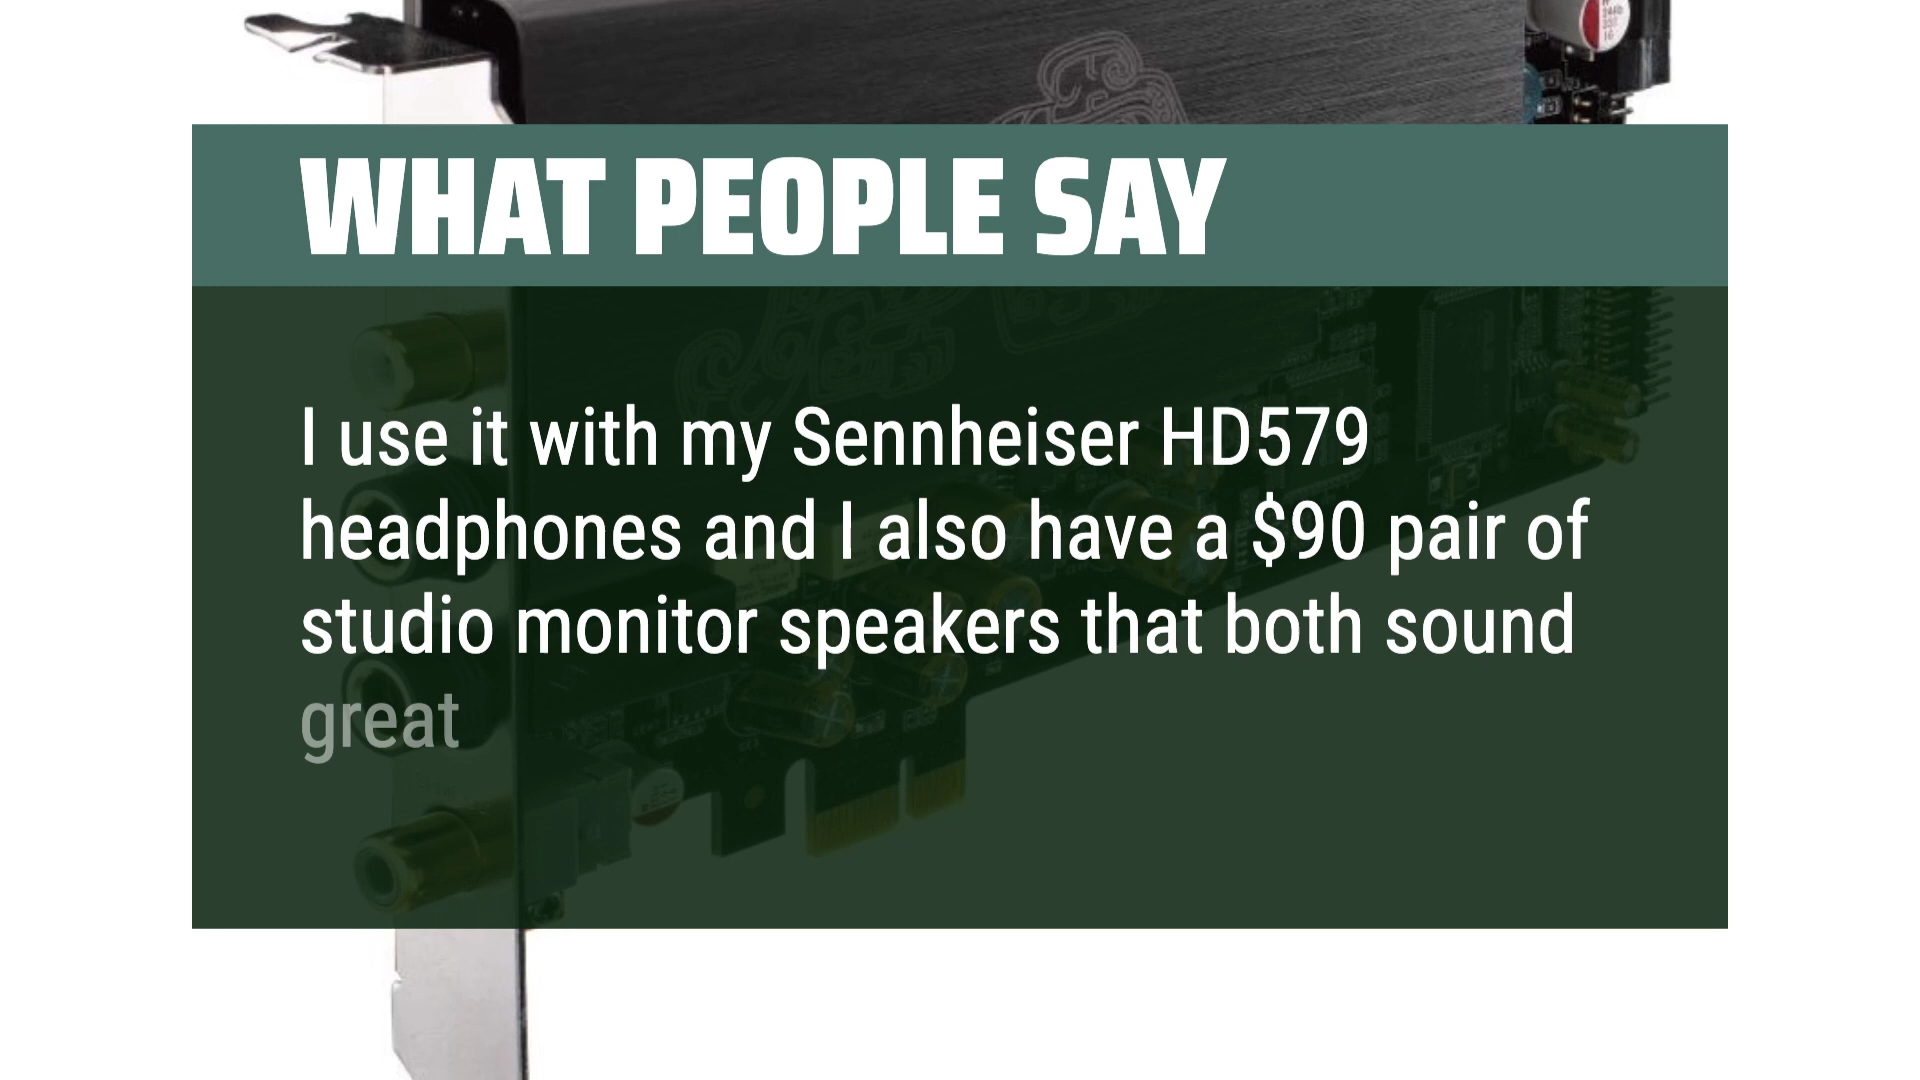 WHAT PEOPLE SAY
I use it with my Sennheiser HD579
headphones and I also have a $90 pair of
studio monitor speakers that both sound
great